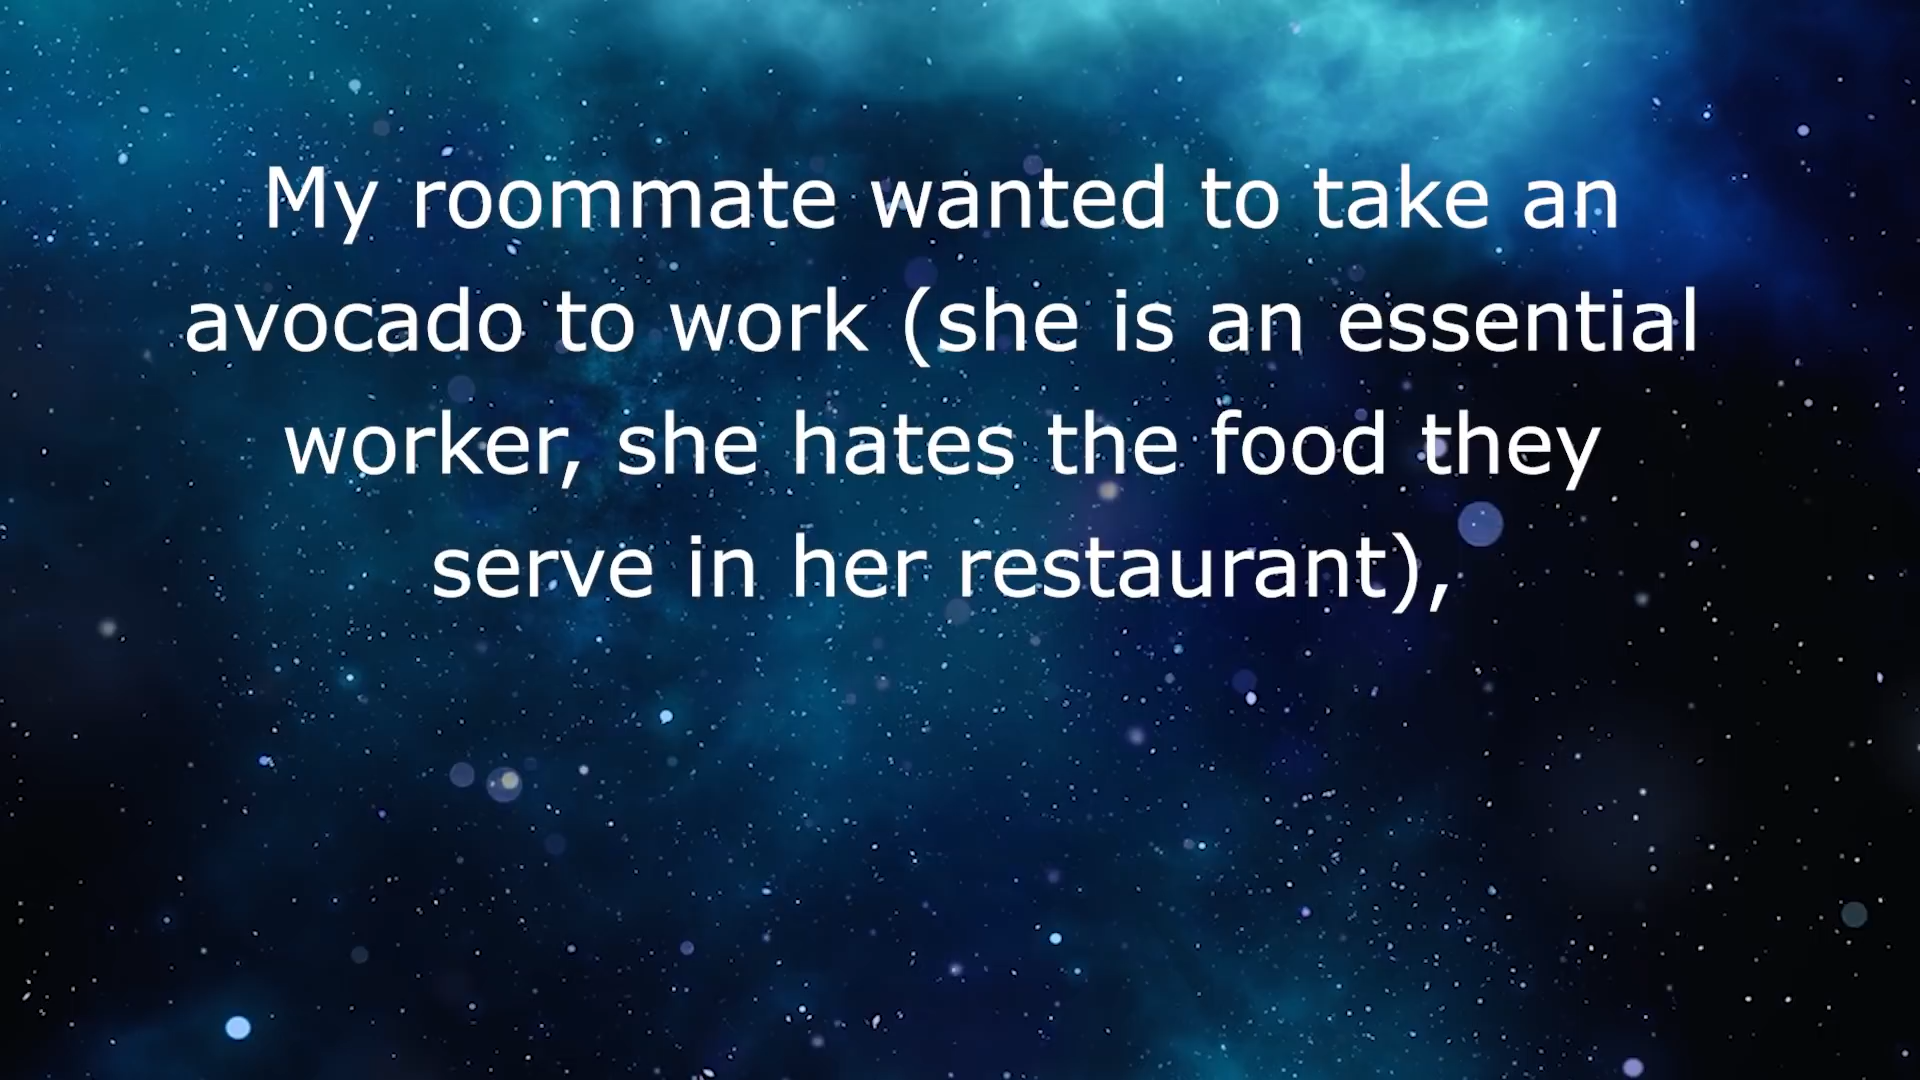 My roommate wanted to take an
avocado to work (she is an essential
worker, she hates the food they
serve in her restaurant),